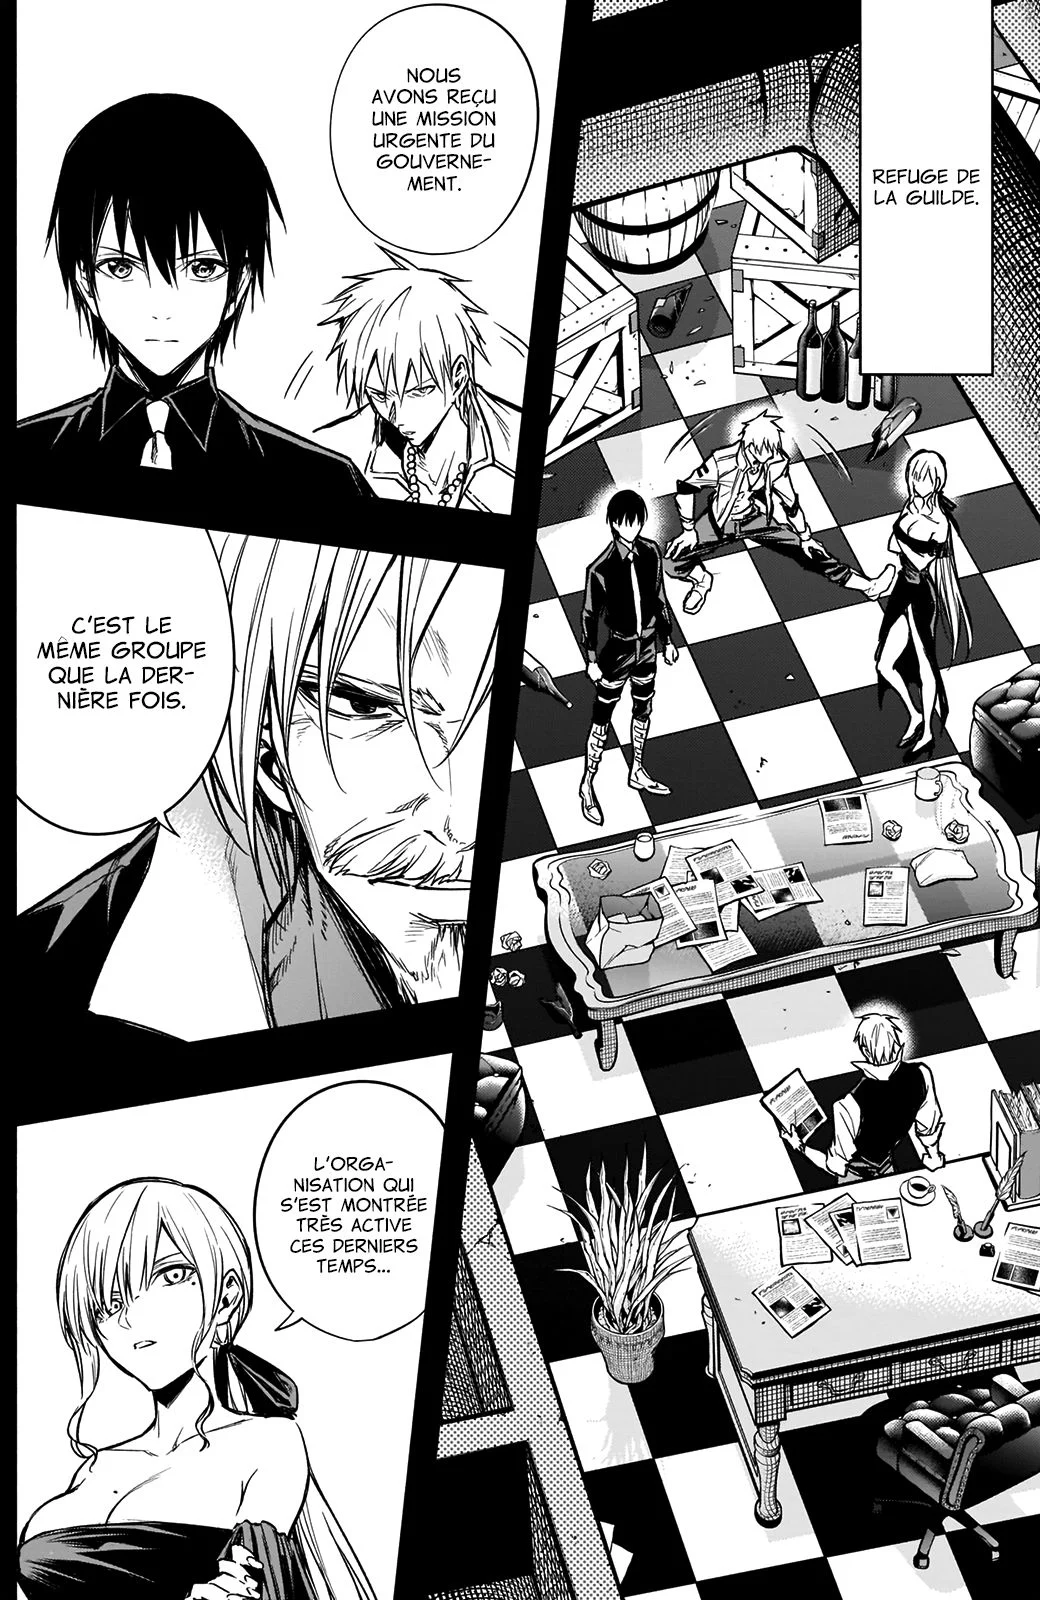 REFUGE DE
LA GUILDE.
NOUS
AVONS REÇU
UNE MISSION
URGENTE DU
GOUVERNE-
MENT.
C'EST LE
MÊME GROUPE
QUE LA DER-
NIÈRE FOIS.
L'ORGA-
NISATION QUI
S'EST MONTRÉE
TRÈS ACTIVE
CES DERNIERS
TEMPS...